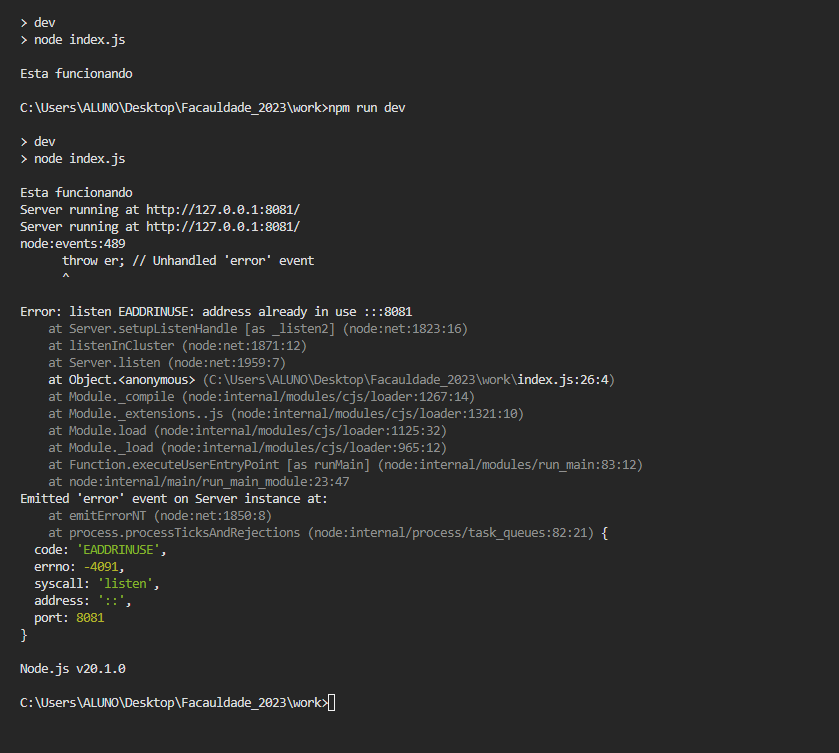 > dev
> node index.js
Esta funcionando
C:\Users\ALUNO\Desktop\Facauldade_2023\work>npm run dev
> dev
> node index.js
Esta funcionando
Server running at http://127.0.0.1:8081/
Server running at http://127.0.0.1:8081/
node:events:489
      throw er; // Unhandled 'error' event
      ^
Error: listen EADDRINUSE: address already in use :::8081
    at Server.setupListenHandle [as _listen2] (node:net:1823:16)
    at listenInCluster (node:net:1871:12)
    at Server.listen (node:net:1959:7)
    at Object.<anonymous> (C:\Users\ALUNO\Desktop\Facauldade_2023\work\index.js:26:4)
    at Module._compile (node:internal/modules/cjs/loader:1267:14)
    at Module._extensions..js (node:internal/modules/cjs/loader:1321:10)
    at Module.load (node:internal/modules/cjs/loader:1125:32)
    at Module._load (node:internal/modules/cjs/loader:965:12)
    at Function.executeUserEntryPoint [as runMain] (node:internal/modules/run_main:83:12)
    at node:internal/main/run_main_module:23:47
Emitted 'error' event on Server instance at:
    at emitErrorNT (node:net:1850:8)
    at process.processTicksAndRejections (node:internal/process/task_queues:82:21) {
  code: 'EADDRINUSE',
  errno: -4091,
  syscall: 'listen',
  address: '::',
  port: 8081
}
Node.js v20.1.0
C:\Users\ALUNO\Desktop\Facauldade_2023\work>